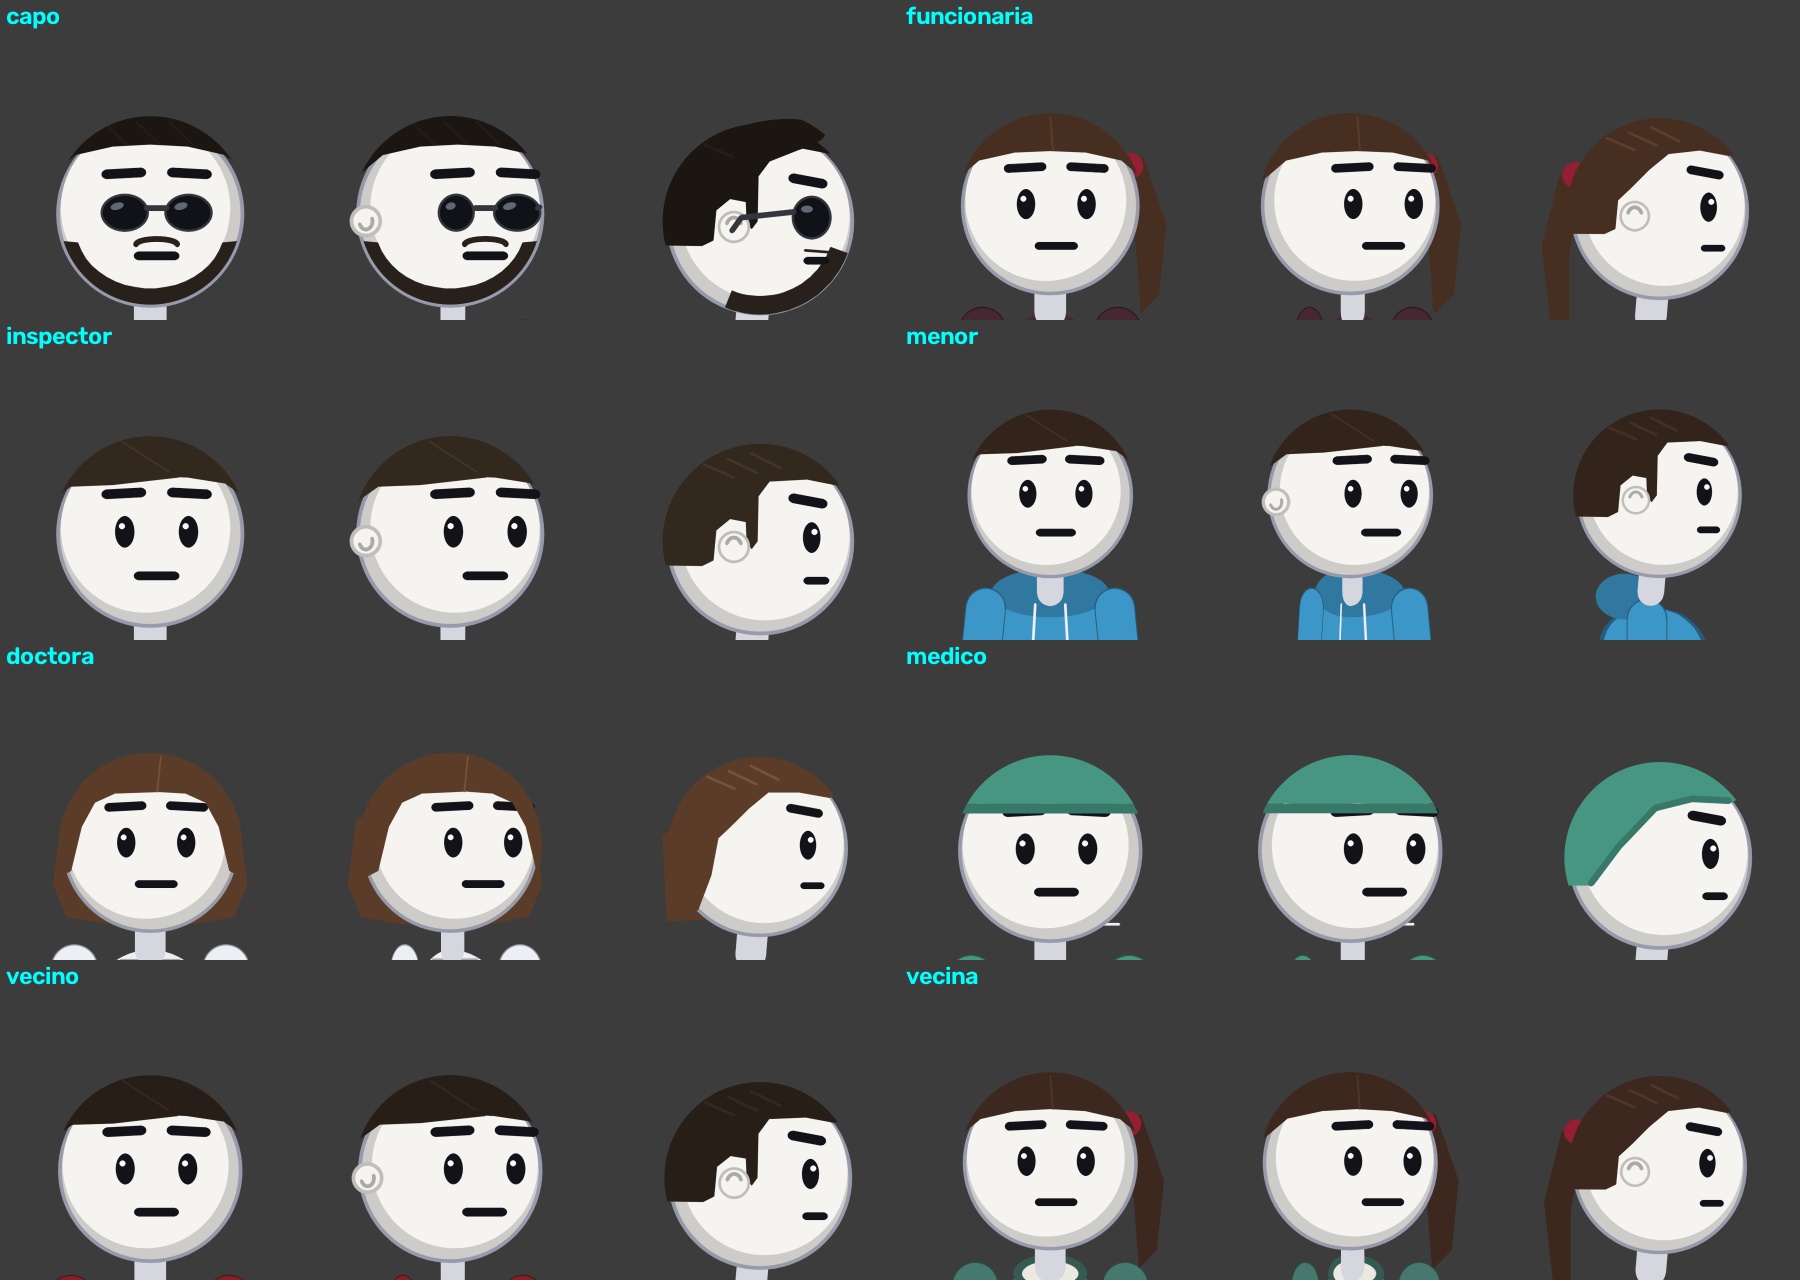 capo
funcionaria
inspector
menor
doctora
medico
vecino
vecina